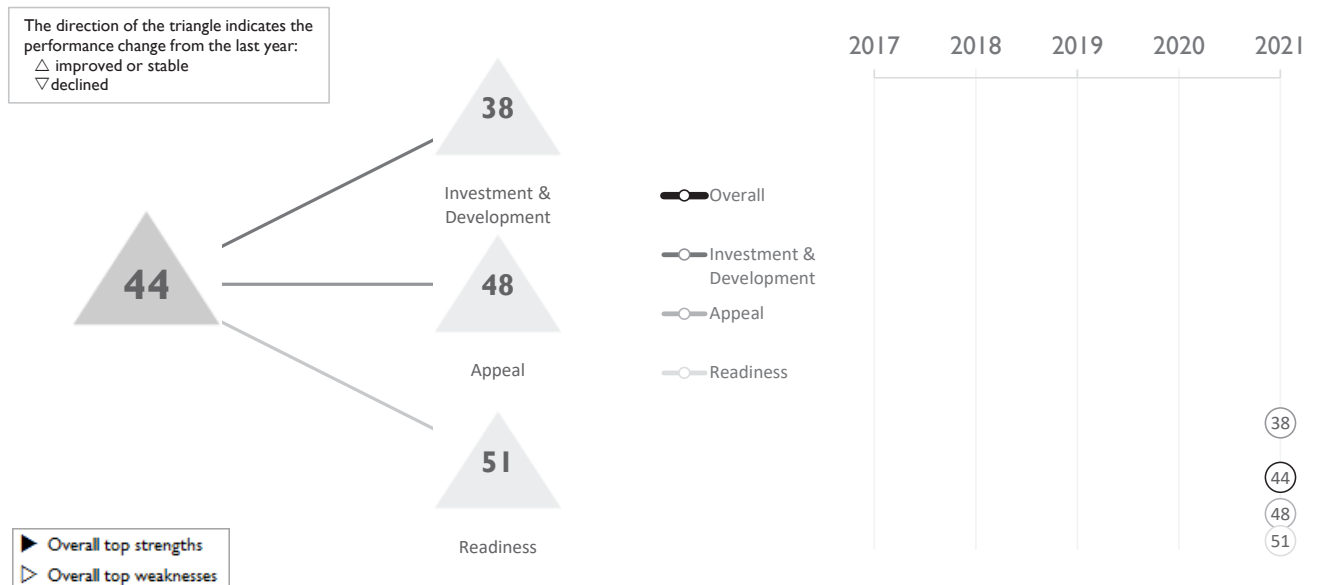 The direction of the triangle indicates the
performance change from the last year:
△ improved or stable
▽ declined
38
Investment &
Development
44
48
Appeal
51
Readiness
▶ Overall top strengths
▷ Overall top weaknesses
Overall
Investment &
Development
Appeal
Readiness
2017 2018 2019 2020 2021
38
44
48
51